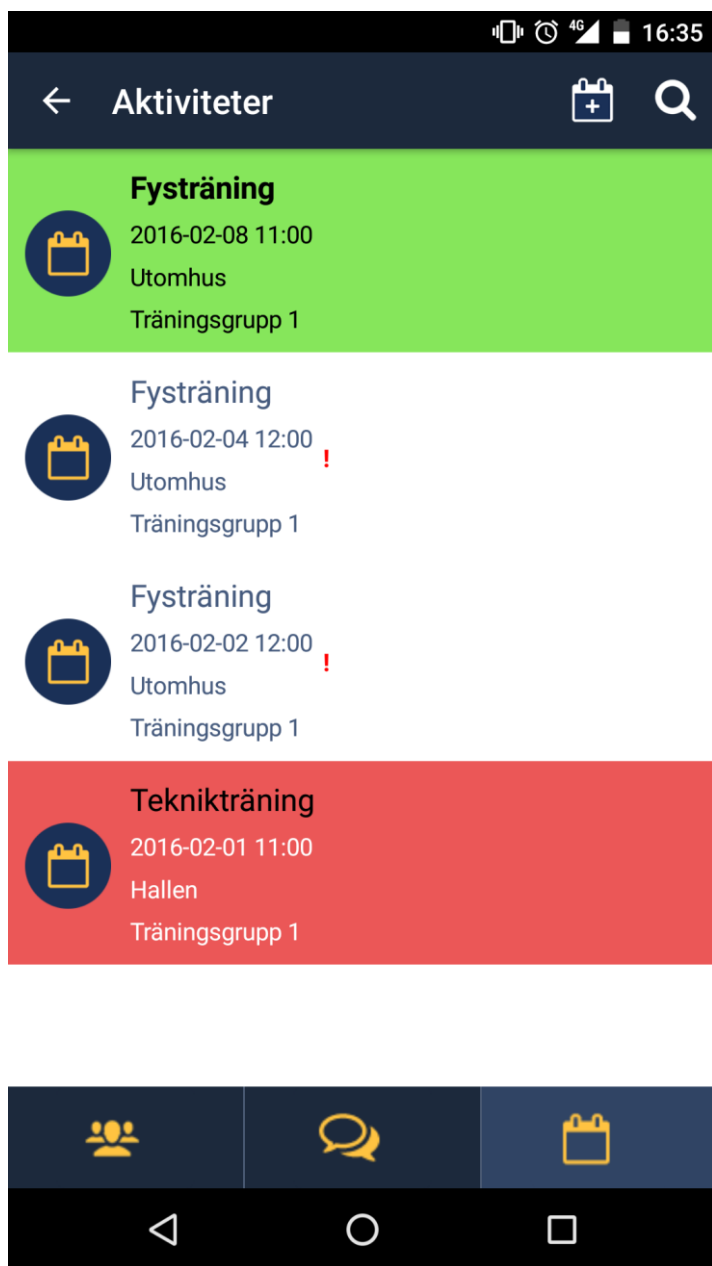 4G 16:35
Aktiviteter
Fysträning
2016-02-08 11:00
Utomhus
Träningsgrupp 1
Fysträning
2016-02-04 12:00
!
Utomhus
Träningsgrupp 1
Fysträning
2016-02-02 12:00
!
Utomhus
Träningsgrupp 1
Teknikträning
2016-02-01 11:00
Hallen
Träningsgrupp 1